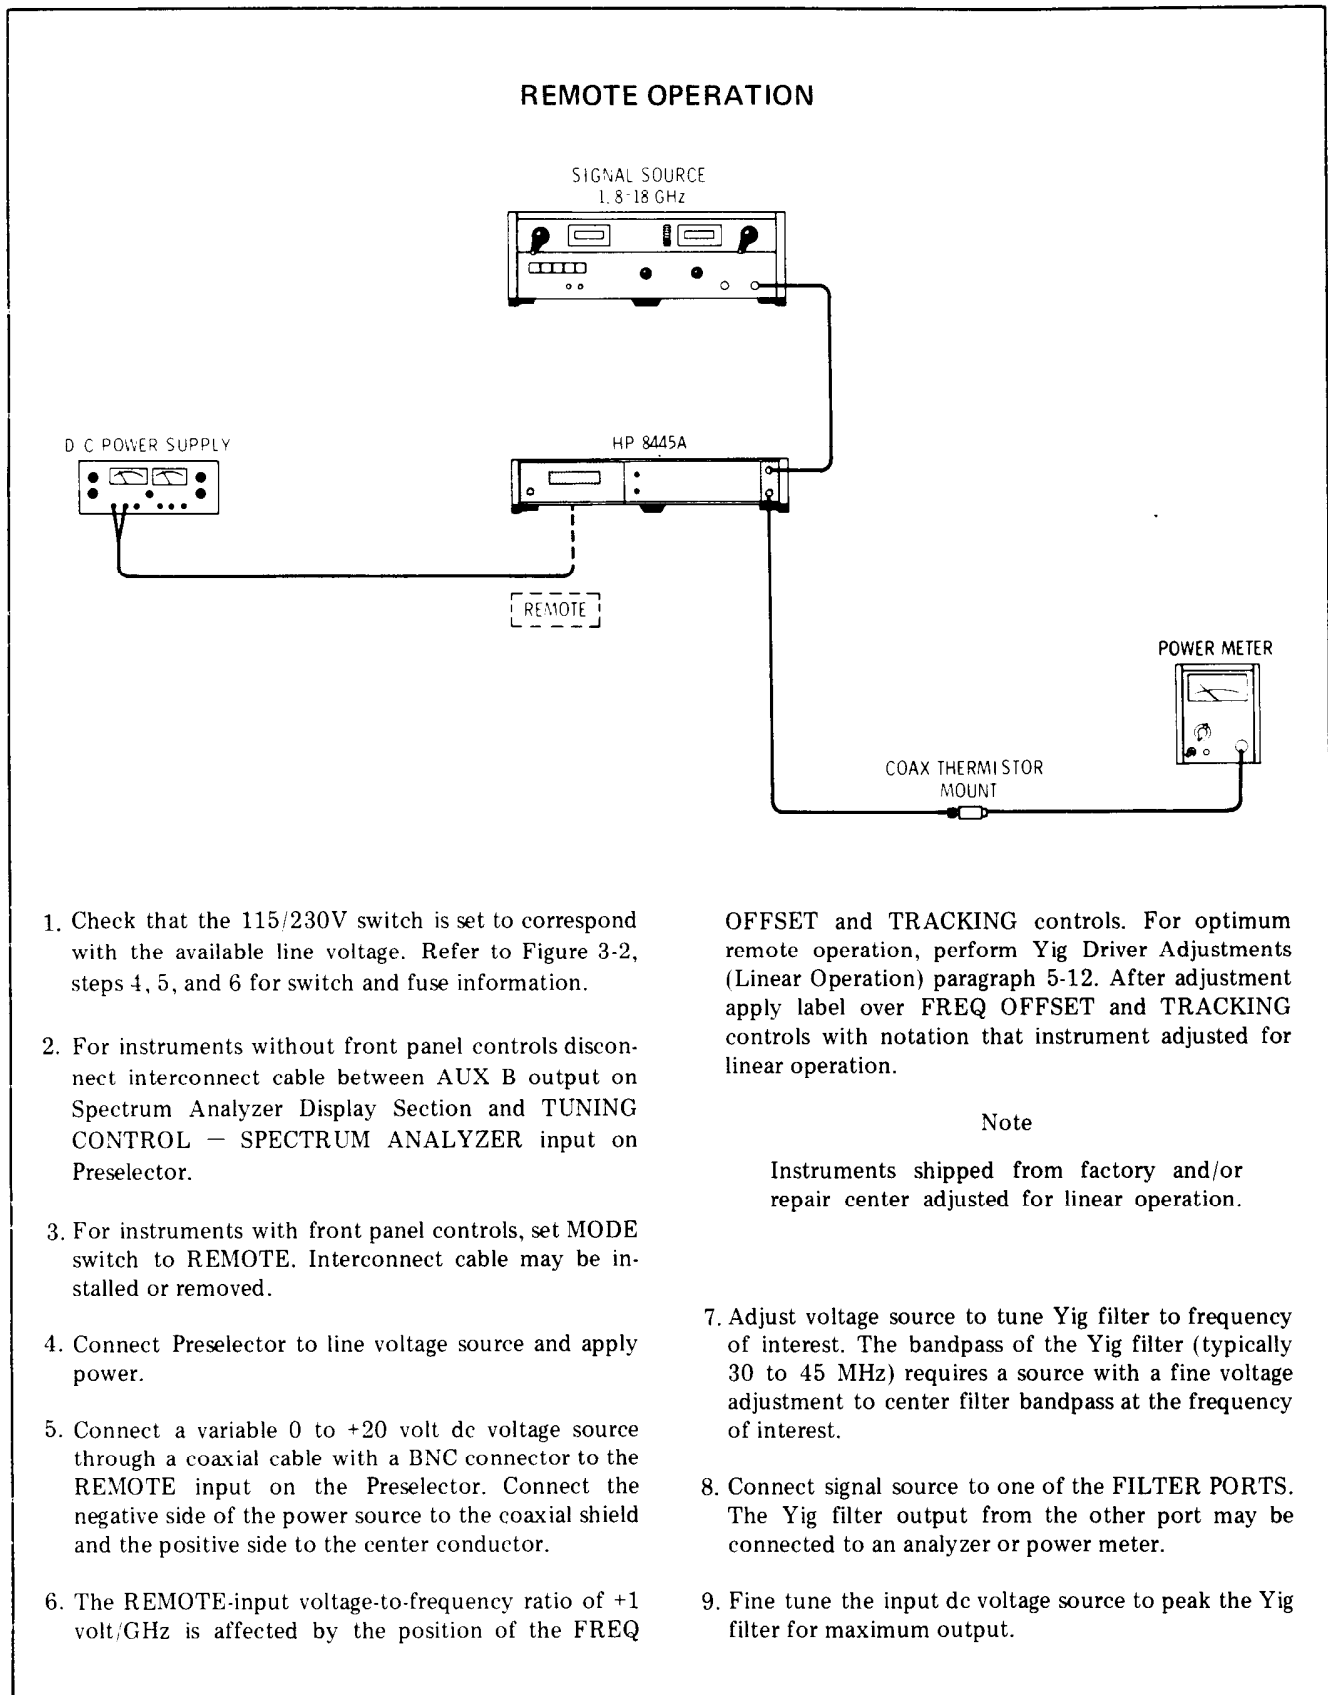 REMOTE OPERATION
SIGNAL SOURCE
1.8-18 GHz
D C POWER SUPPLY
HP 8445A
REMOTE
POWER METER
COAX THERMISTOR
MOUNT
1. Check that the 115/230V switch is set to correspond
with the available line voltage. Refer to Figure 3-2,
steps 4, 5, and 6 for switch and fuse information.
2. For instruments without front panel controls discon-
nect interconnect cable between AUX B output on
Spectrum Analyzer Display Section and TUNING
CONTROL — SPECTRUM ANALYZER input on
Preselector.
3. For instruments with front panel controls, set MODE
switch to REMOTE. Interconnect cable may be in-
stalled or removed.
4. Connect Preselector to line voltage source and apply
power.
5. Connect a variable 0 to +20 volt dc voltage source
through a coaxial cable with a BNC connector to the
REMOTE input on the Preselector. Connect the
negative side of the power source to the coaxial shield
and the positive side to the center conductor.
6. The REMOTE-input voltage-to-frequency ratio of +1
volt/GHz is affected by the position of the FREQ
OFFSET and TRACKING controls. For optimum
remote operation, perform Yig Driver Adjustments
(Linear Operation) paragraph 5-12. After adjustment
apply label over FREQ OFFSET and TRACKING
controls with notation that instrument adjusted for
linear operation.
Note
Instruments shipped from factory and/or
repair center adjusted for linear operation.
7. Adjust voltage source to tune Yig filter to frequency
of interest. The bandpass of the Yig filter (typically
30 to 45 MHz) requires a source with a fine voltage
adjustment to center filter bandpass at the frequency
of interest.
8. Connect signal source to one of the FILTER PORTS.
The Yig filter output from the other port may be
connected to an analyzer or power meter.
9. Fine tune the input dc voltage source to peak the Yig
filter for maximum output.